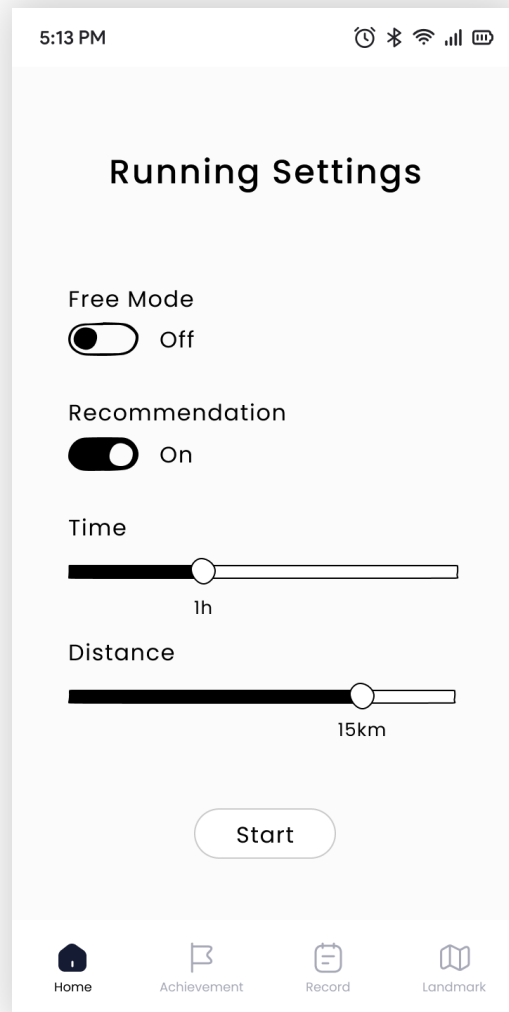 5:13 PM
Running Settings
Free Mode
Off
Recommendation
On
Time
1h
Distance
15km
Start
Home Achievement Record Landmark